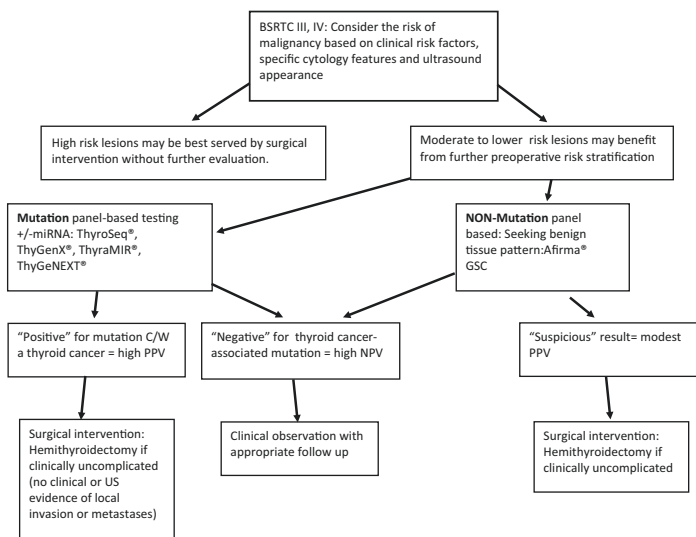 BSRTC III, IV: Consider the risk of
malignancy based on clinical risk factors,
specific cytology features and ultrasound
appearance
High risk lesions may be best served by surgical
intervention without further evaluation.
Moderate to lower risk lesions may benefit
from further preoperative risk stratification
Mutation panel-based testing
+/-miRNA: ThyroSeq®,
ThyGenX®, ThyraMIR®,
ThyGeNEXT®
NON-Mutation panel
based: Seeking benign
tissue pattern:Afirma®
GSC
“Positive” for mutation C/W
a thyroid cancer = high PPV
“Negative” for thyroid cancer-
associated mutation = high NPV
“Suspicious” result= modest
PPV
Surgical intervention:
Hemithyroidectomy if
clinically uncomplicated
(no clinical or US
evidence of local
invasion or metastases)
Clinical observation with
appropriate follow up
Surgical intervention:
Hemithyroidectomy if
clinically uncomplicated